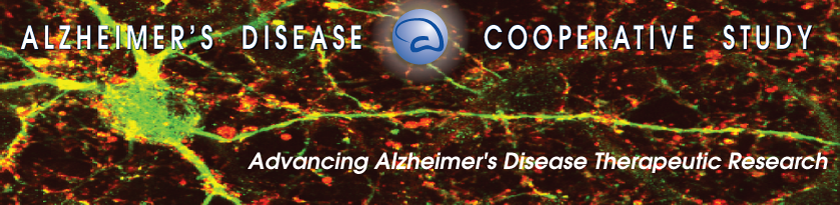 ALZHEIMER'S DISEASE COOPERATIVE STUDY
Advancing Alzheimer's Disease Therapeutic Research